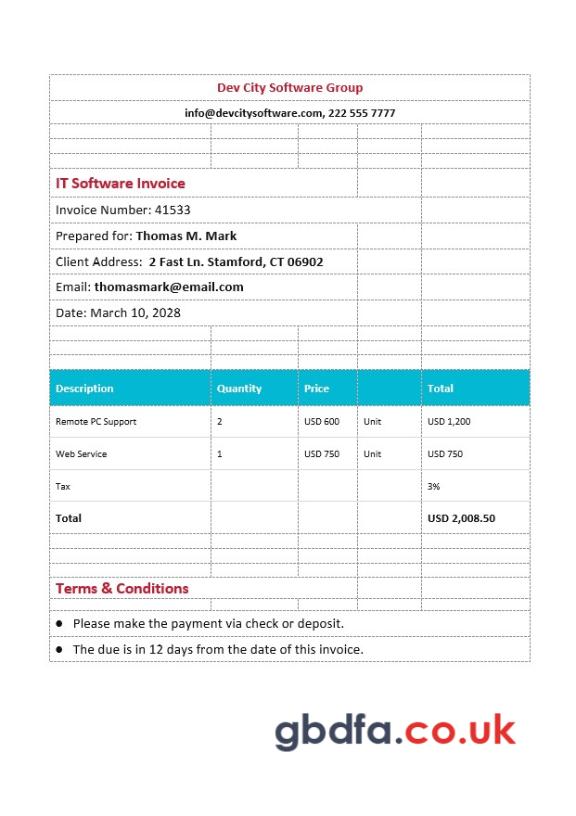 Dev City Software Group
info@devcitysoftware.com, 222 555 7777
IT Software Invoice
Invoice Number: 41533
Prepared for: Thomas M. Mark
Client Address: 2 Fast Ln. Stamford, CT 06902
Email: thomasmark@email.com
Date: March 10, 2028
Description Quantity Price Total
Remote PC Support 2 USD 600 Unit USD 1,200
Web Service 1 USD 750 Unit USD 750
Tax 3%
Total USD 2,008.50
Terms & Conditions
● Please make the payment via check or deposit.
● The due is in 12 days from the date of this invoice.
gbdfa.co.uk